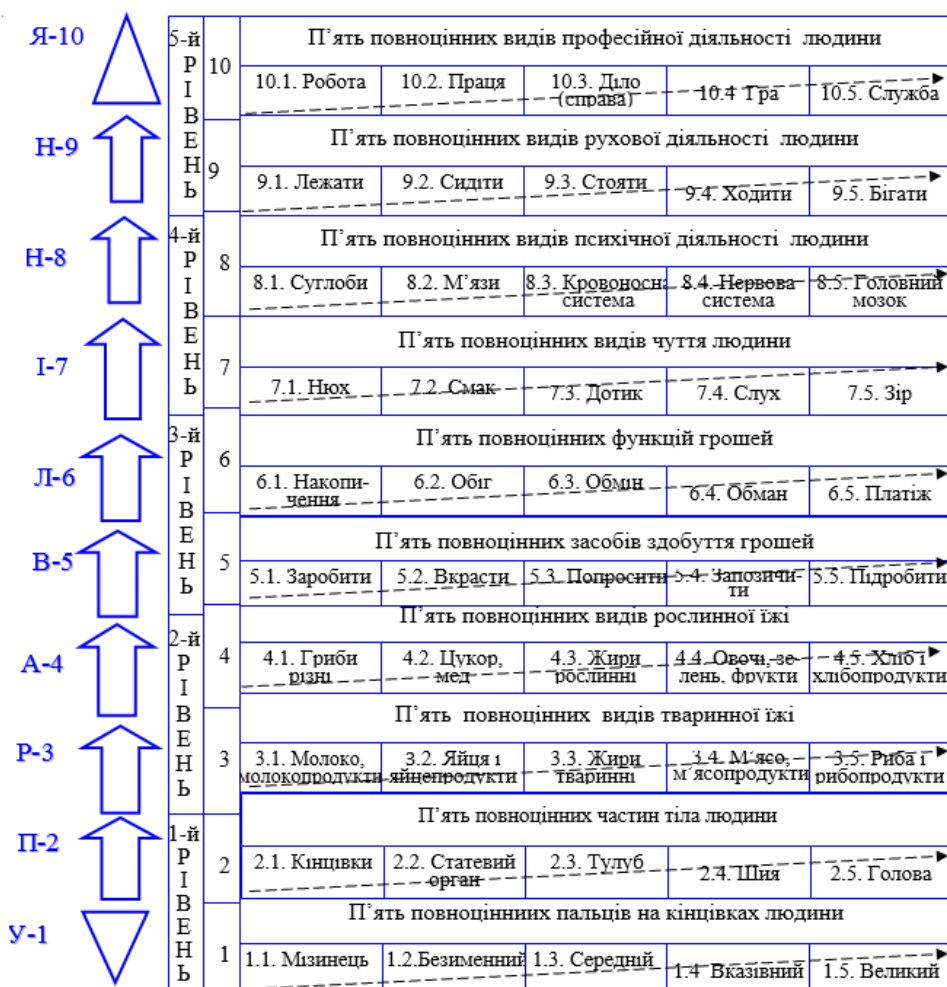 Я-10
5-й РІВЕНЬ
10
П’ять повноцінних видів професійної діяльності людини
10.1. Робота
10.2. Праця
10.3. Діло
(справа)
10.4 Гра
10.5. Служба
Н-9
9
П’ять повноцінних видів рухової діяльності людини
9.1. Лежати
9.2. Сидіти
9.3. Стояти
9.4. Ходити
9.5. Бігати
Н-8
4-й РІВЕНЬ
8
П’ять повноцінних видів психічної діяльності людини
8.1. Суглоби
8.2. М’язи
8.3. Кровоносна
система
8.4. Нервова
система
8.5. Головний
мозок
І-7
7
П’ять повноцінних видів чуття людини
7.1. Нюх
7.2. Смак
7.3. Дотик
7.4. Слух
7.5. Зір
Л-6
3-й РІВЕНЬ
6
П’ять повноцінних функцій грошей
6.1. Накопи-
чення
6.2. Обіг
6.3. Обмін
6.4. Обман
6.5. Платіж
В-5
5
П’ять повноцінних засобів здобуття грошей
5.1. Заробити
5.2. Вкрасти
5.3. Попросити
5.4. Запозичи-
ти
5.5. Підробити
А-4
2-й РІВЕНЬ
4
П’ять повноцінних видів рослинної їжі
4.1. Гриби
різні
4.2. Цукор,
мед
4.3. Жири
рослинні
4.4. Овочі, зе-
лень, фрукти
4.5. Хліб і
хлібопродукти
Р-3
3
П’ять повноцінних видів тваринної їжі
3.1. Молоко,
молокопродукти
3.2. Яйця і
яйцепродукти
3.3. Жири
тваринні
3.4. М’ясо,
м’ясопродукти
3.5. Риба і
рибопродукти
П-2
1-й РІВЕНЬ
2
П’ять повноцінних частин тіла людини
2.1. Кінцівки
2.2. Статевий
орган
2.3. Тулуб
2.4. Шия
2.5. Голова
У-1
1
П’ять повноцінниих пальців на кінцівках людини
1.1. Мізинець
1.2.Безименний
1.3. Середній
1.4 Вказівний
1.5. Великий